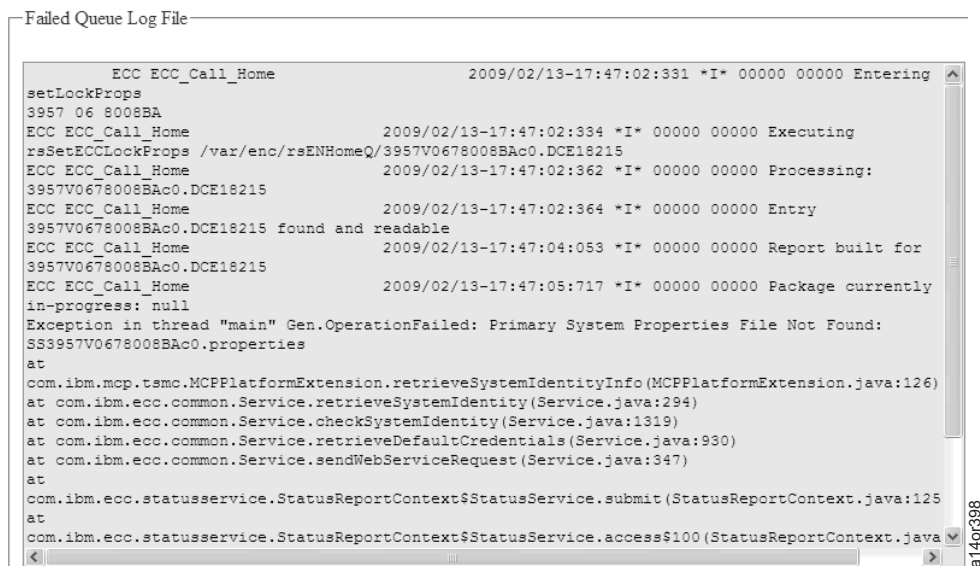 Failed Queue Log File
ECC ECC_Call_Home 2009/02/13-17:47:02:331 *I* 00000 00000 Entering
setLockProps
3957 06 8008BA
ECC ECC_Call_Home 2009/02/13-17:47:02:334 *I* 00000 00000 Executing
rsSetECCLockProps /var/enc/rsENHomeQ/3957V0678008BAc0.DCE18215
ECC ECC_Call_Home 2009/02/13-17:47:02:362 *I* 00000 00000 Processing:
3957V0678008BAc0.DCE18215
ECC ECC_Call_Home 2009/02/13-17:47:02:364 *I* 00000 00000 Entry
3957V0678008BAc0.DCE18215 found and readable
ECC ECC_Call_Home 2009/02/13-17:47:04:053 *I* 00000 00000 Report built for
3957V0678008BAc0.DCE18215
ECC ECC_Call_Home 2009/02/13-17:47:05:717 *I* 00000 00000 Package currently
in-progress: null
Exception in thread "main" Gen.OperationFailed: Primary System Properties File Not Found:
SS3957V0678008BAc0.properties
at
com.ibm.mcp.tsmc.MCPPlatformExtension.retrieveSystemIdentityInfo(MCPPlatformExtension.java:126)
at com.ibm.ecc.common.Service.retrieveSystemIdentity(Service.java:294)
at com.ibm.ecc.common.Service.checkSystemIdentity(Service.java:1319)
at com.ibm.ecc.common.Service.retrieveDefaultCredentials(Service.java:930)
at com.ibm.ecc.common.Service.sendWebServiceRequest(Service.java:347)
at
com.ibm.ecc.statusservice.StatusReportContext$StatusService.submit(StatusReportContext.java:125
at
com.ibm.ecc.statusservice.StatusReportContext$StatusService.access$100(StatusReportContext.java
a14or398